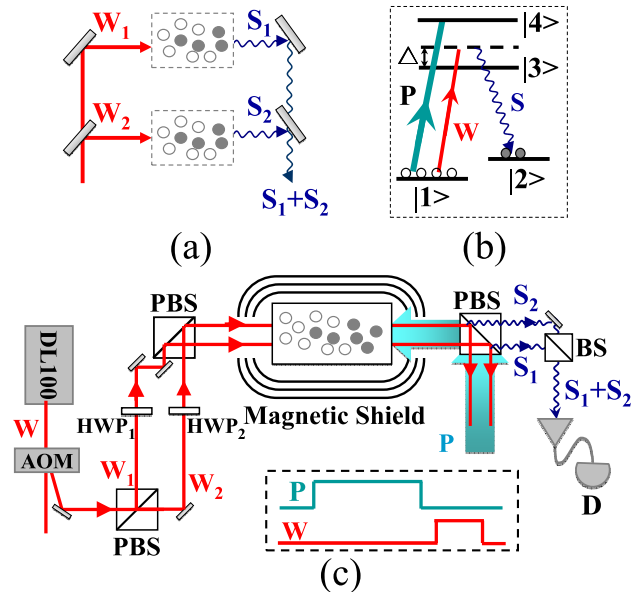 W₁
S₁
W₂
S₂
S₁+S₂
(a)
|4>
Δ
|3>
P
W
S
|1>
|2>
(b)
PBS
PBS
S₂
BS
S₁
S₁+S₂
DL100
W
AOM
HWP₁
HWP₂
Magnetic Shield
W₁
W₂
PBS
P
D
P
W
(c)